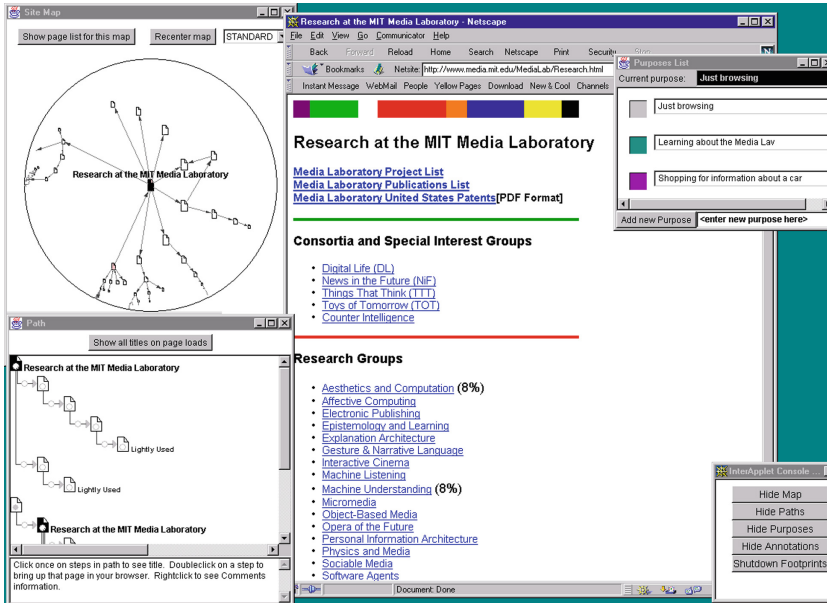 Site Map
Show page list for this map
Recenter map
STANDARD
Research at the MIT Media Laboratory
Path
Show all titles on page loads
Research at the MIT Media Laboratory
Lightly Used
Lightly Used
Research at the MIT Media Laboratory
Click once on steps in path to see title. Doubleclick on a step to
bring up that page in your browser. Rightclick to see Comments
information.
Research at the MIT Media Laboratory - Netscape
File Edit View Go Communicator Help
Back Forward Reload Home Search Netscape Print Security Stop
Bookmarks Netsite: http://www.media.mit.edu/MediaLab/Research.html
Instant Message WebMail People Yellow Pages Download New & Cool Channels
Research at the MIT Media Laboratory
Media Laboratory Project List
Media Laboratory Publications List
Media Laboratory United States Patents[PDF Format]
Consortia and Special Interest Groups
• Digital Life (DL)
• News in the Future (NiF)
• Things That Think (TTT)
• Toys of Tomorrow (TOT)
• Counter Intelligence
Research Groups
• Aesthetics and Computation (8%)
• Affective Computing
• Electronic Publishing
• Epistemology and Learning
• Explanation Architecture
• Gesture & Narrative Language
• Interactive Cinema
• Machine Listening
• Machine Understanding (8%)
• Micromedia
• Object-Based Media
• Opera of the Future
• Personal Information Architecture
• Physics and Media
• Sociable Media
• Software Agents
Document: Done
Purposes List
Current purpose: Just browsing
Just browsing
Learning about the Media Lav
Shopping for information about a car
Add new Purpose <enter new purpose here>
InterApplet Console ...
Hide Map
Hide Paths
Hide Purposes
Hide Annotations
Shutdown Footprints